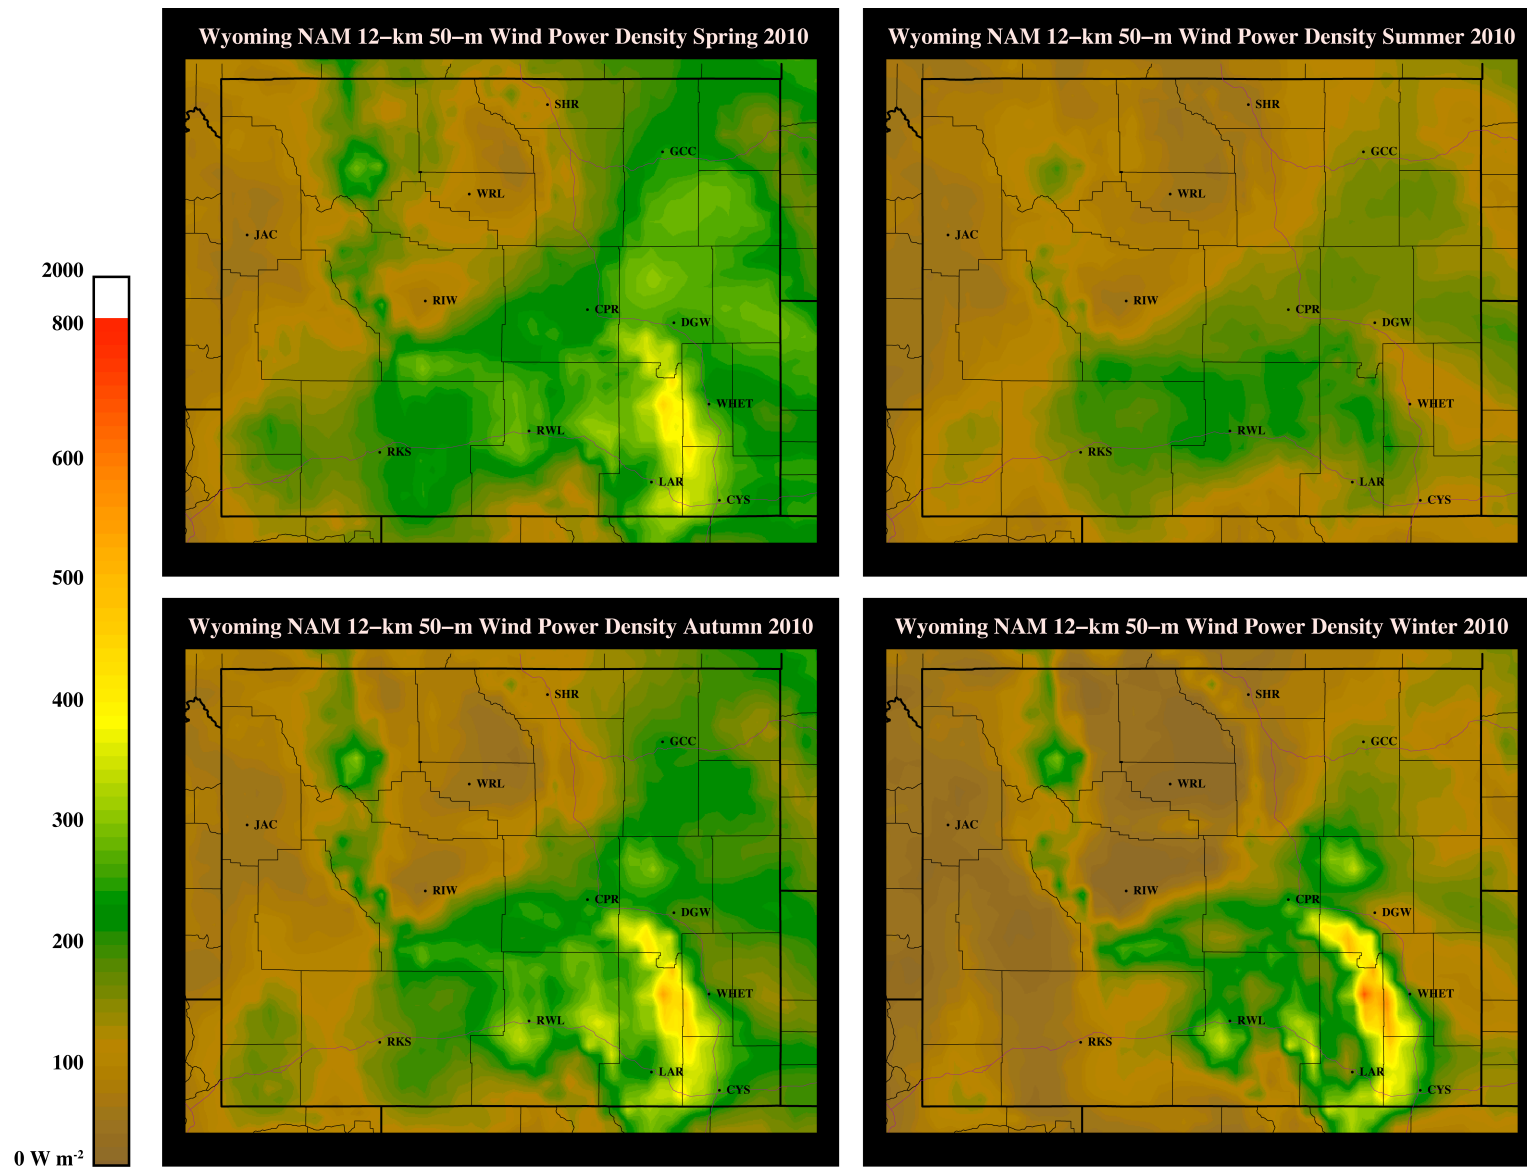 Wyoming NAM 12−km 50−m Wind Power Density Spring 2010
SHR
GCC
WRL
JAC
RIW
CPR
DGW
WHET
RWL
RKS
LAR
CYS
Wyoming NAM 12−km 50−m Wind Power Density Summer 2010
SHR
GCC
WRL
JAC
RIW
CPR
DGW
WHET
RWL
RKS
LAR
CYS
2000
800
600
500
400
300
200
100
0 W m-2
Wyoming NAM 12−km 50−m Wind Power Density Autumn 2010
SHR
GCC
WRL
JAC
RIW
CPR
DGW
WHET
RWL
RKS
LAR
CYS
Wyoming NAM 12−km 50−m Wind Power Density Winter 2010
SHR
GCC
WRL
JAC
RIW
CPR
DGW
WHET
RWL
RKS
LAR
CYS